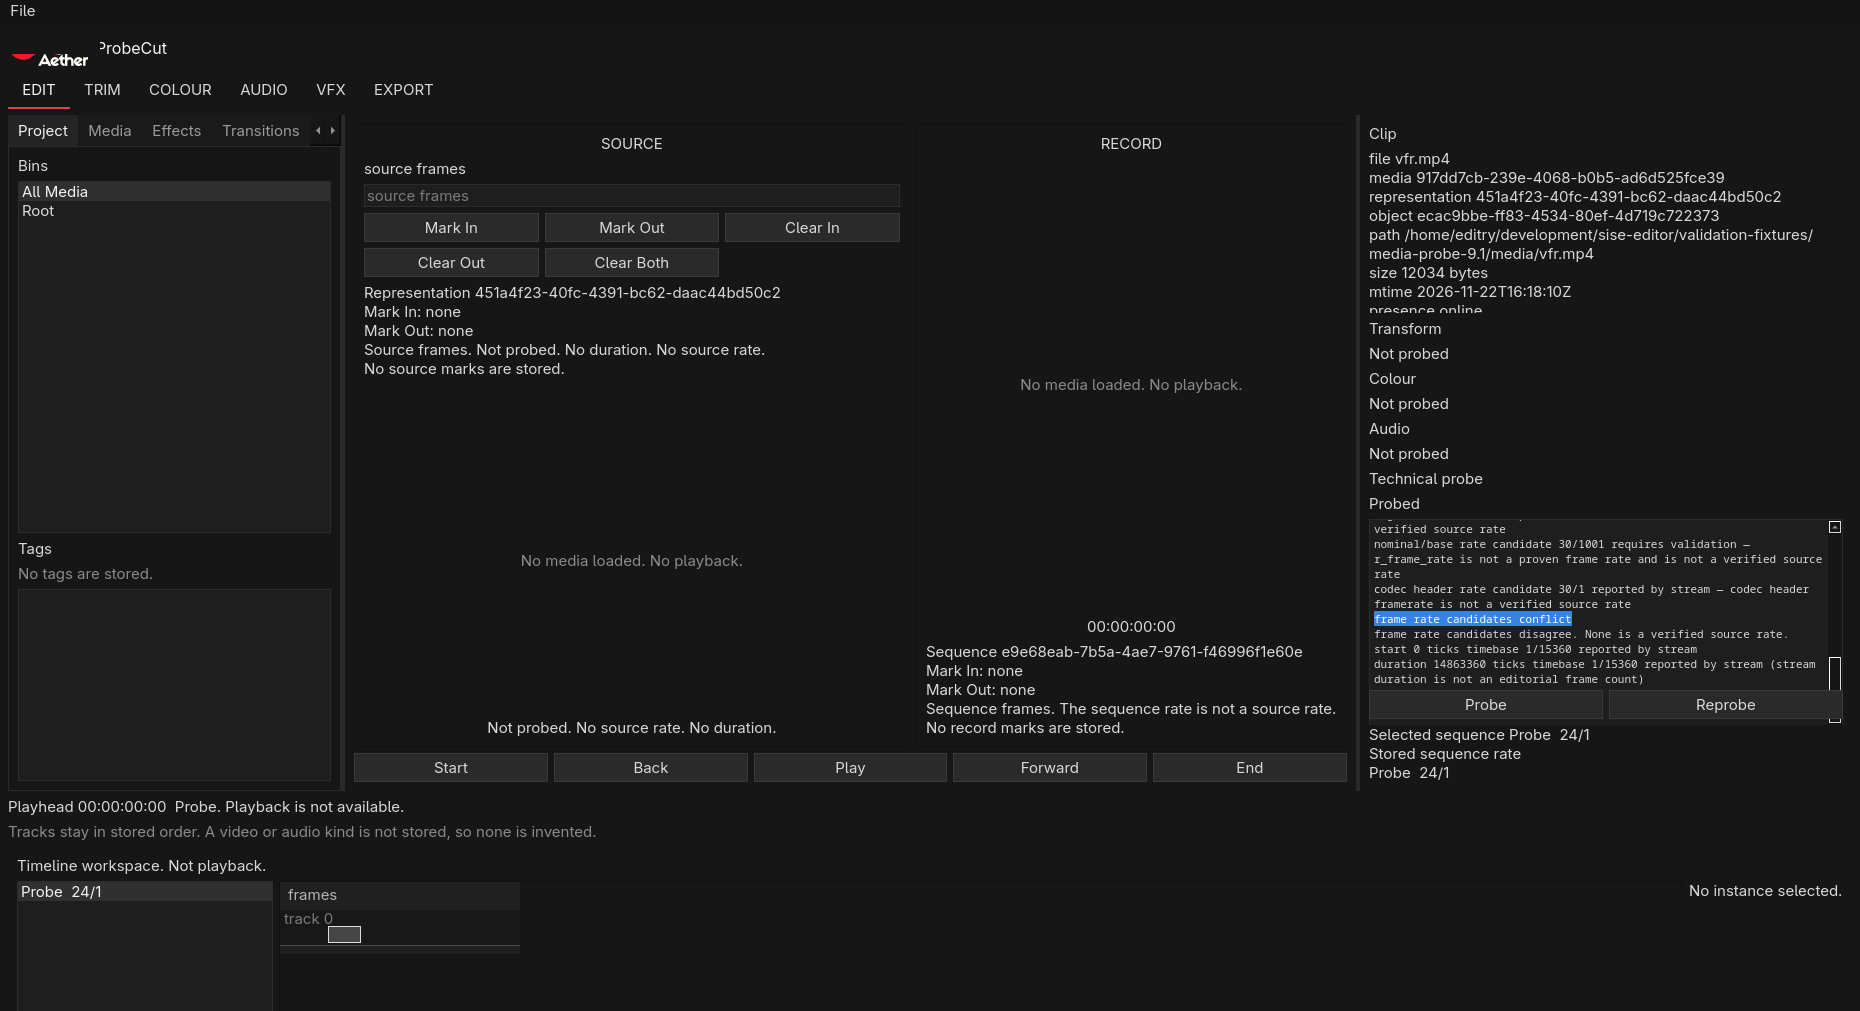 File
Aether
ProbeCut
EDIT TRIM COLOUR AUDIO VFX EXPORT
Project Media Effects Transitions
Bins
All Media
Root
Tags
No tags are stored.
SOURCE
source frames
source frames
Mark In Mark Out Clear In
Clear Out Clear Both
Representation 451a4f23-40fc-4391-bc62-daac44bd50c2
Mark In: none
Mark Out: none
Source frames. Not probed. No duration. No source rate.
No source marks are stored.
No media loaded. No playback.
Not probed. No source rate. No duration.
RECORD
No media loaded. No playback.
00:00:00:00
Sequence e9e68eab-7b5a-4ae7-9761-f46996f1e60e
Mark In: none
Mark Out: none
Sequence frames. The sequence rate is not a source rate.
No record marks are stored.
Start Back Play Forward End
Clip
file vfr.mp4
media 917dd7cb-239e-4068-b0b5-ad6d525fce39
representation 451a4f23-40fc-4391-bc62-daac44bd50c2
object ecac9bbe-ff83-4534-80ef-4d719c722373
path /home/editry/development/sise-editor/validation-fixtures/
media-probe-9.1/media/vfr.mp4
size 12034 bytes
mtime 2026-11-22T16:18:10Z
presence online
Transform
Not probed
Colour
Not probed
Audio
Not probed
Technical probe
Probed
verified source rate
nominal/base rate candidate 30/1001 requires validation —
r_frame_rate is not a proven frame rate and is not a verified source
rate
codec header rate candidate 30/1 reported by stream — codec header
framerate is not a verified source rate
frame rate candidates conflict
frame rate candidates disagree. None is a verified source rate.
start 0 ticks timebase 1/15360 reported by stream
duration 14863360 ticks timebase 1/15360 reported by stream (stream
duration is not an editorial frame count)
Probe Reprobe
Selected sequence Probe  24/1
Stored sequence rate
Probe  24/1
Playhead 00:00:00:00  Probe. Playback is not available.
Tracks stay in stored order. A video or audio kind is not stored, so none is invented.
Timeline workspace. Not playback.
Probe  24/1
frames
track 0
No instance selected.